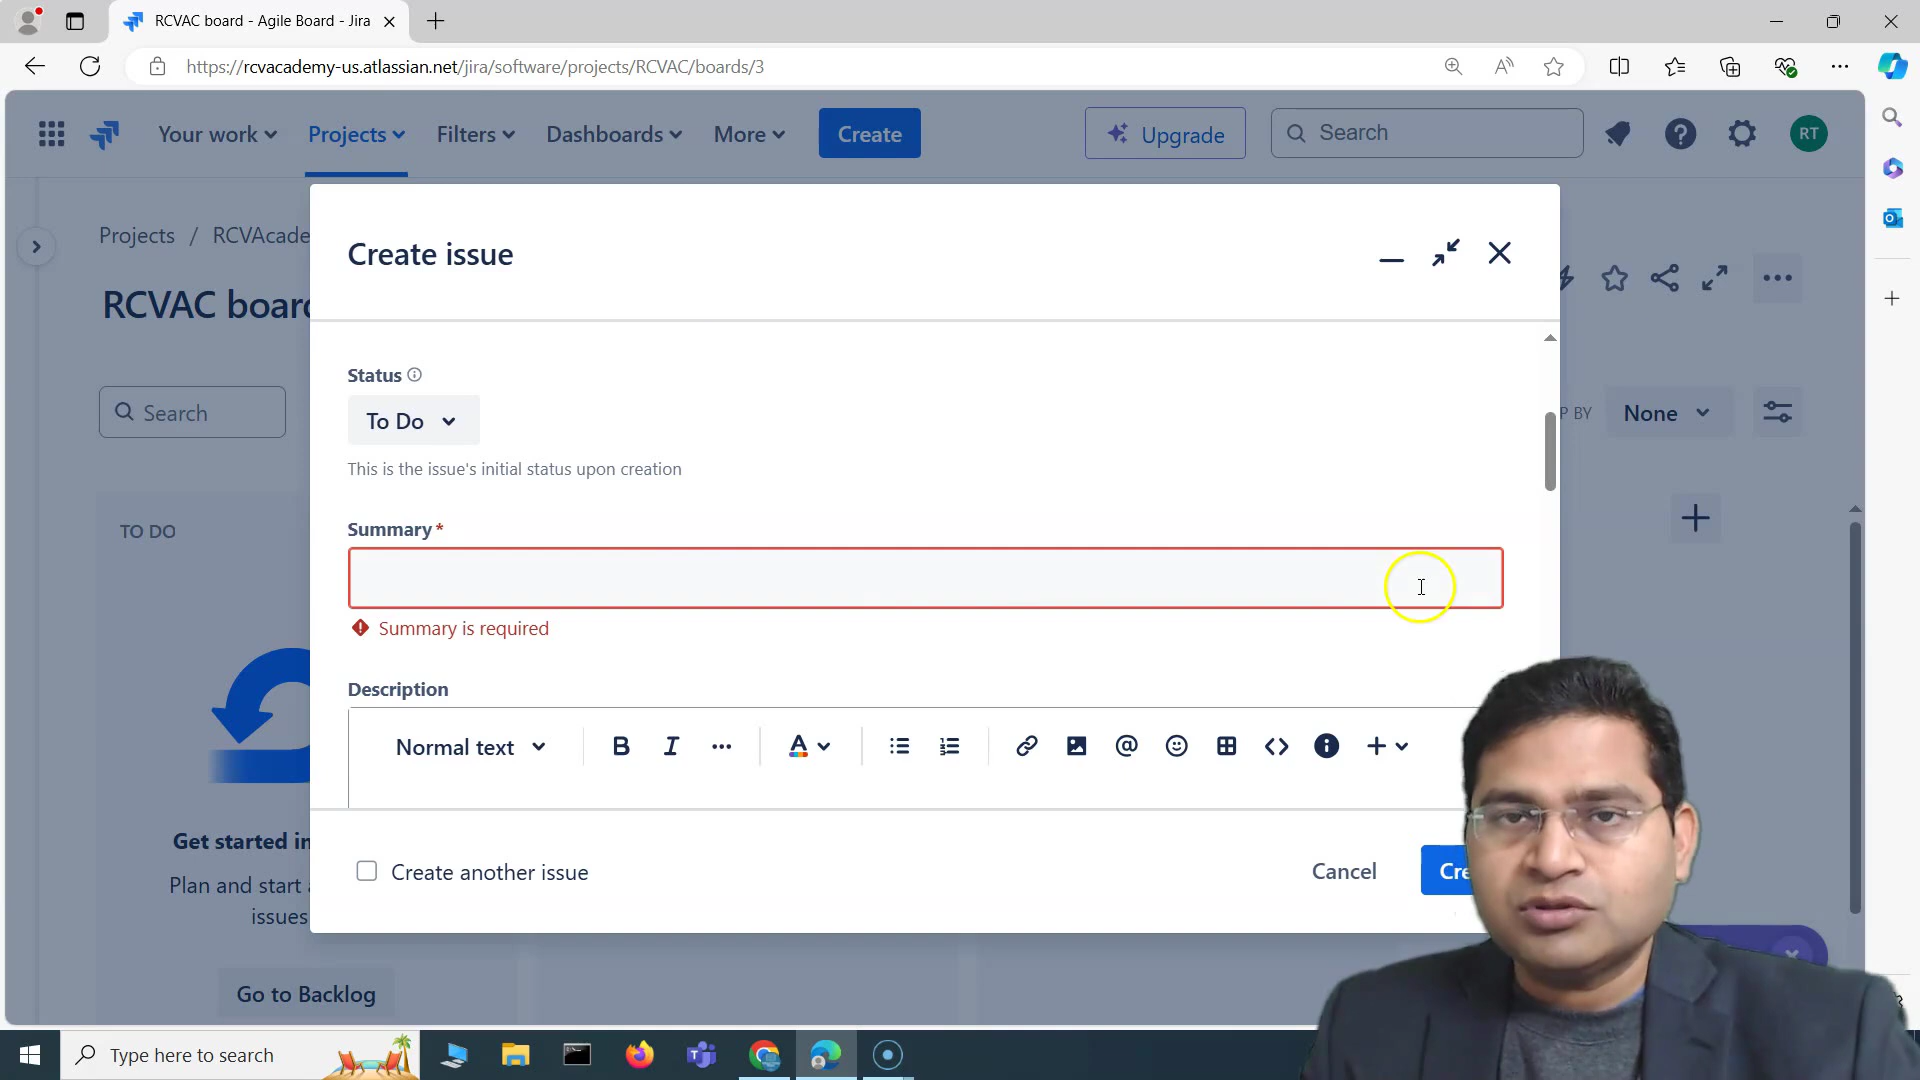 RCVAC board - Agile Board - Jira
https://rcvacademy-us.atlassian.net/jira/software/projects/RCVAC/boards/3
Your work
Projects
Filters
Dashboards
More
Create
Upgrade
Search
RT
Projects / RCVAcade
RCVAC board
Create issue
Search
Status
To Do
This is the issue's initial status upon creation
P BY
None
Summary *
TO DO
Summary is required
Description
Normal text
B I ... A
Get started in
Plan and start
issues
Create another issue
Cancel
Cre
Go to Backlog
Type here to search